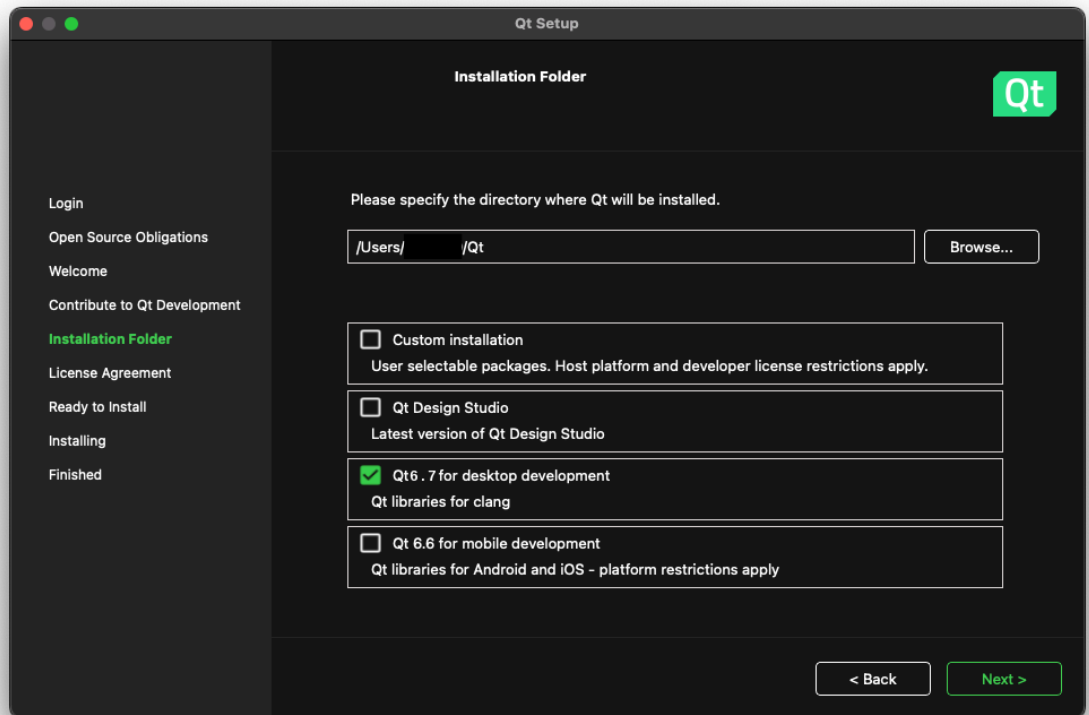 Qt Setup
Installation Folder
Qt
Login
Open Source Obligations
Welcome
Contribute to Qt Development
Installation Folder
License Agreement
Ready to Install
Installing
Finished
Please specify the directory where Qt will be installed.
/Users/ /Qt
Browse...
Custom installation
User selectable packages. Host platform and developer license restrictions apply.
Qt Design Studio
Latest version of Qt Design Studio
Qt6.7 for desktop development
Qt libraries for clang
Qt 6.6 for mobile development
Qt libraries for Android and iOS - platform restrictions apply
< Back
Next >